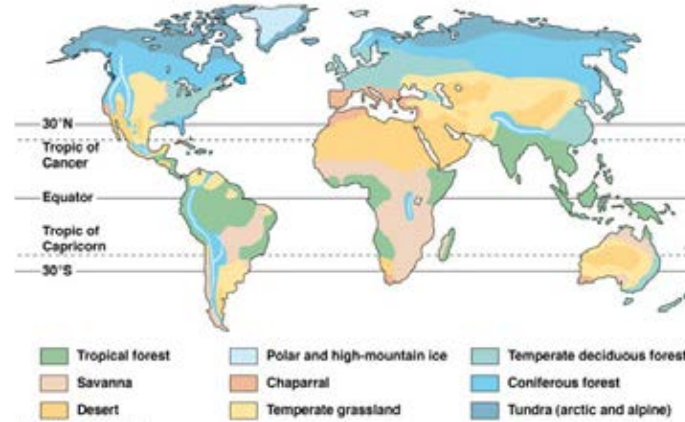 30°N
Tropic of
Cancer
Equator
Tropic of
Capricorn
30°S
Tropical forest
Polar and high-mountain ice
Temperate deciduous forest
Savanna
Chaparral
Coniferous forest
Desert
Temperate grassland
Tundra (arctic and alpine)